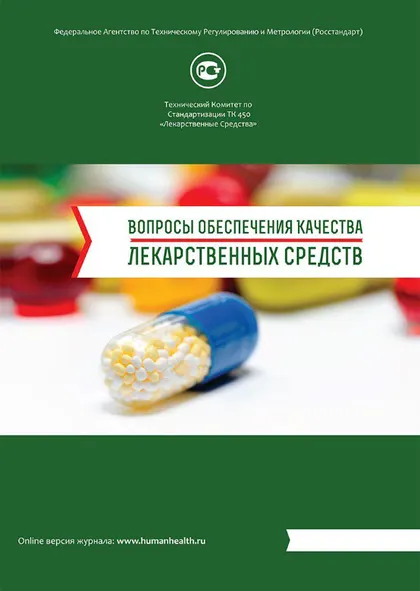 Федеральное Агентство по Техническому Регулированию и Метрологии (Росстандарт)
Технический Комитет по
Стандартизации ТК 450
«Лекарственные Средства»
ВОПРОСЫ ОБЕСПЕЧЕНИЯ КАЧЕСТВА
ЛЕКАРСТВЕННЫХ СРЕДСТВ
Online версия журнала: www.humanhealth.ru